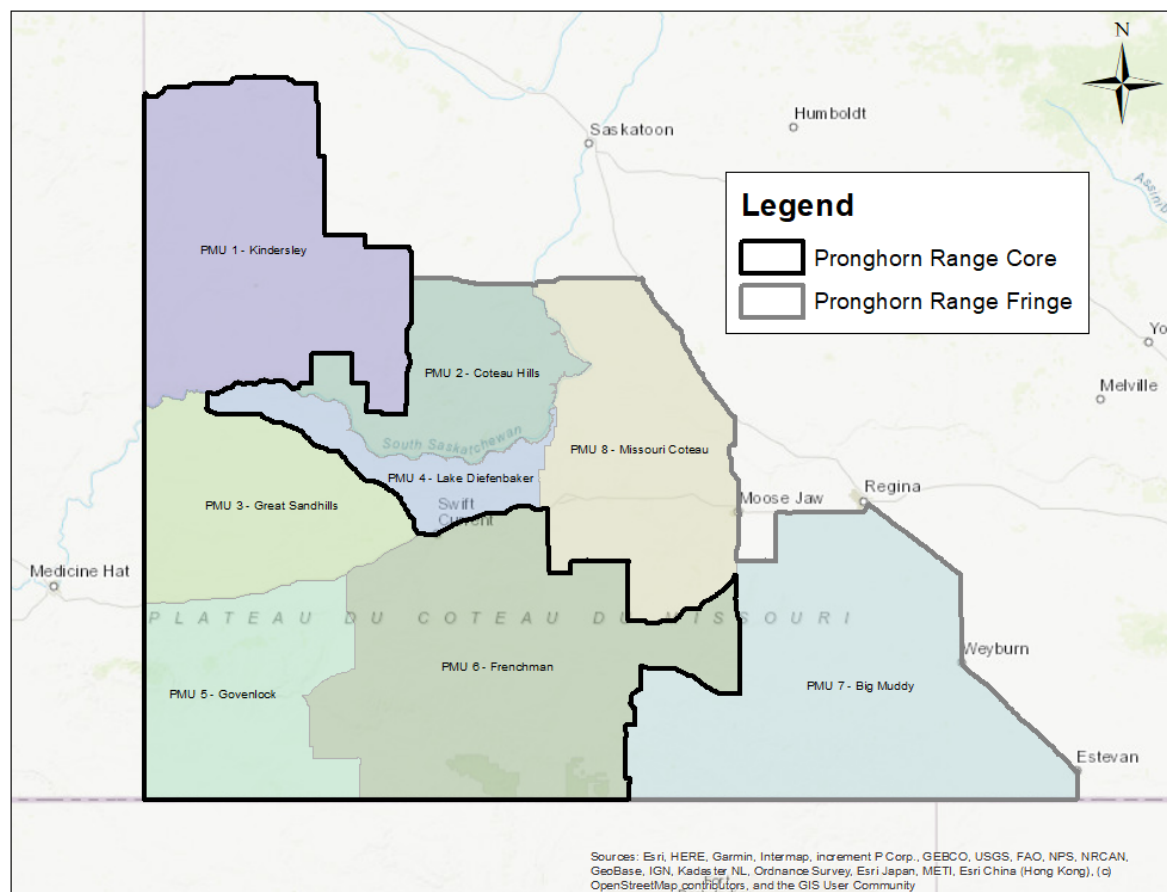 N
Humboldt
Saskatoon
Assinib
Legend
Pronghorn Range Core
Pronghorn Range Fringe
PMU 1 - Kindersley
Yo
PMU 2 - Coteau Hills
Melville
South Saskatchewan
PMU 8 - Missouri Coteau
PMU 4 - Lake Diefenbaker
Regina
PMU 3 - Great Sandhills
Swift
Current
Moose Jaw
Medicine Hat
PLATEAU DU COTEAU DU MISSOURI
Weyburn
PMU 6 - Frenchman
PMU 7 - Big Muddy
PMU 5 - Govenlock
Estevan
Sources: Esri, HERE, Garmin, Intermap, increment P Corp., GEBCO, USGS, FAO, NPS, NRCAN,
GeoBase, IGN, Kadaster NL, Ordnance Survey, Esri Japan, METI, Esri China (Hong Kong), (c)
OpenStreetMap contributors, and the GIS User Community